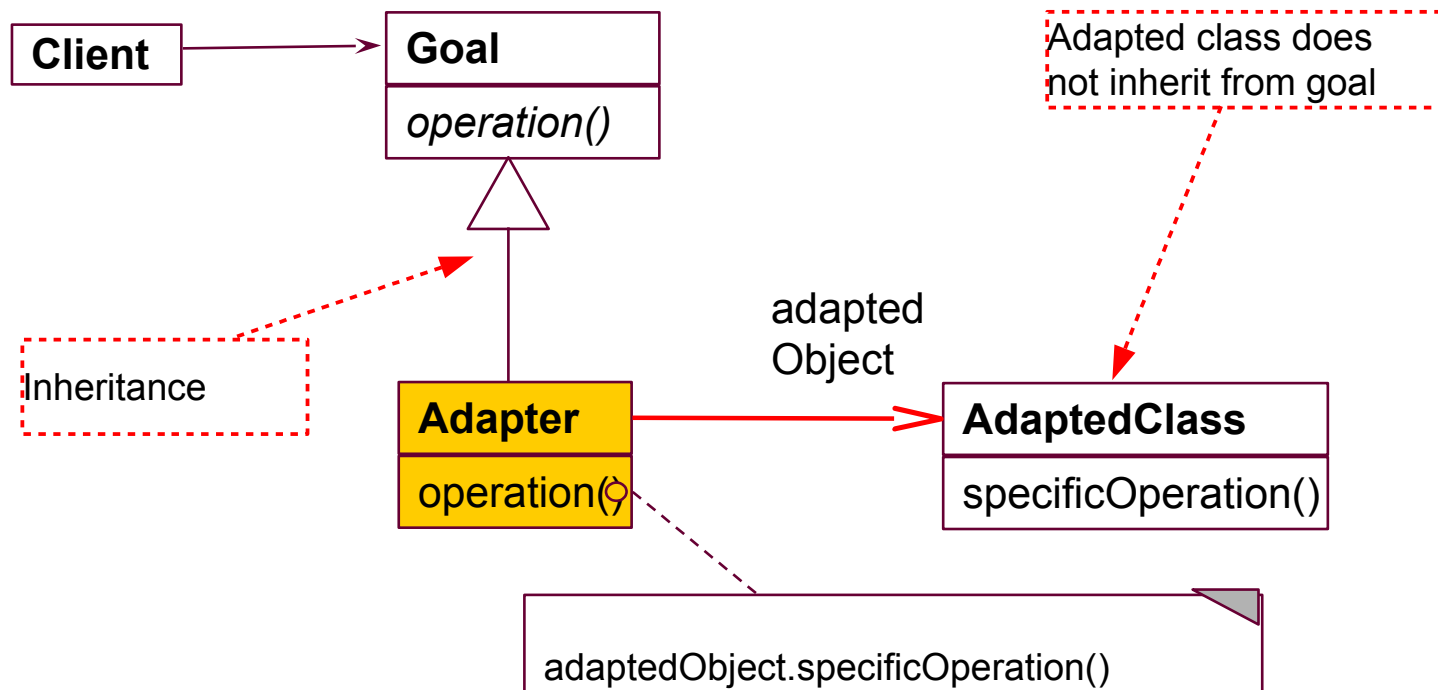 Client
Goal
operation()
Adapted class does
not inherit from goal
Inheritance
adapted
Object
Adapter
operation()
AdaptedClass
specificOperation()
adaptedObject.specificOperation()